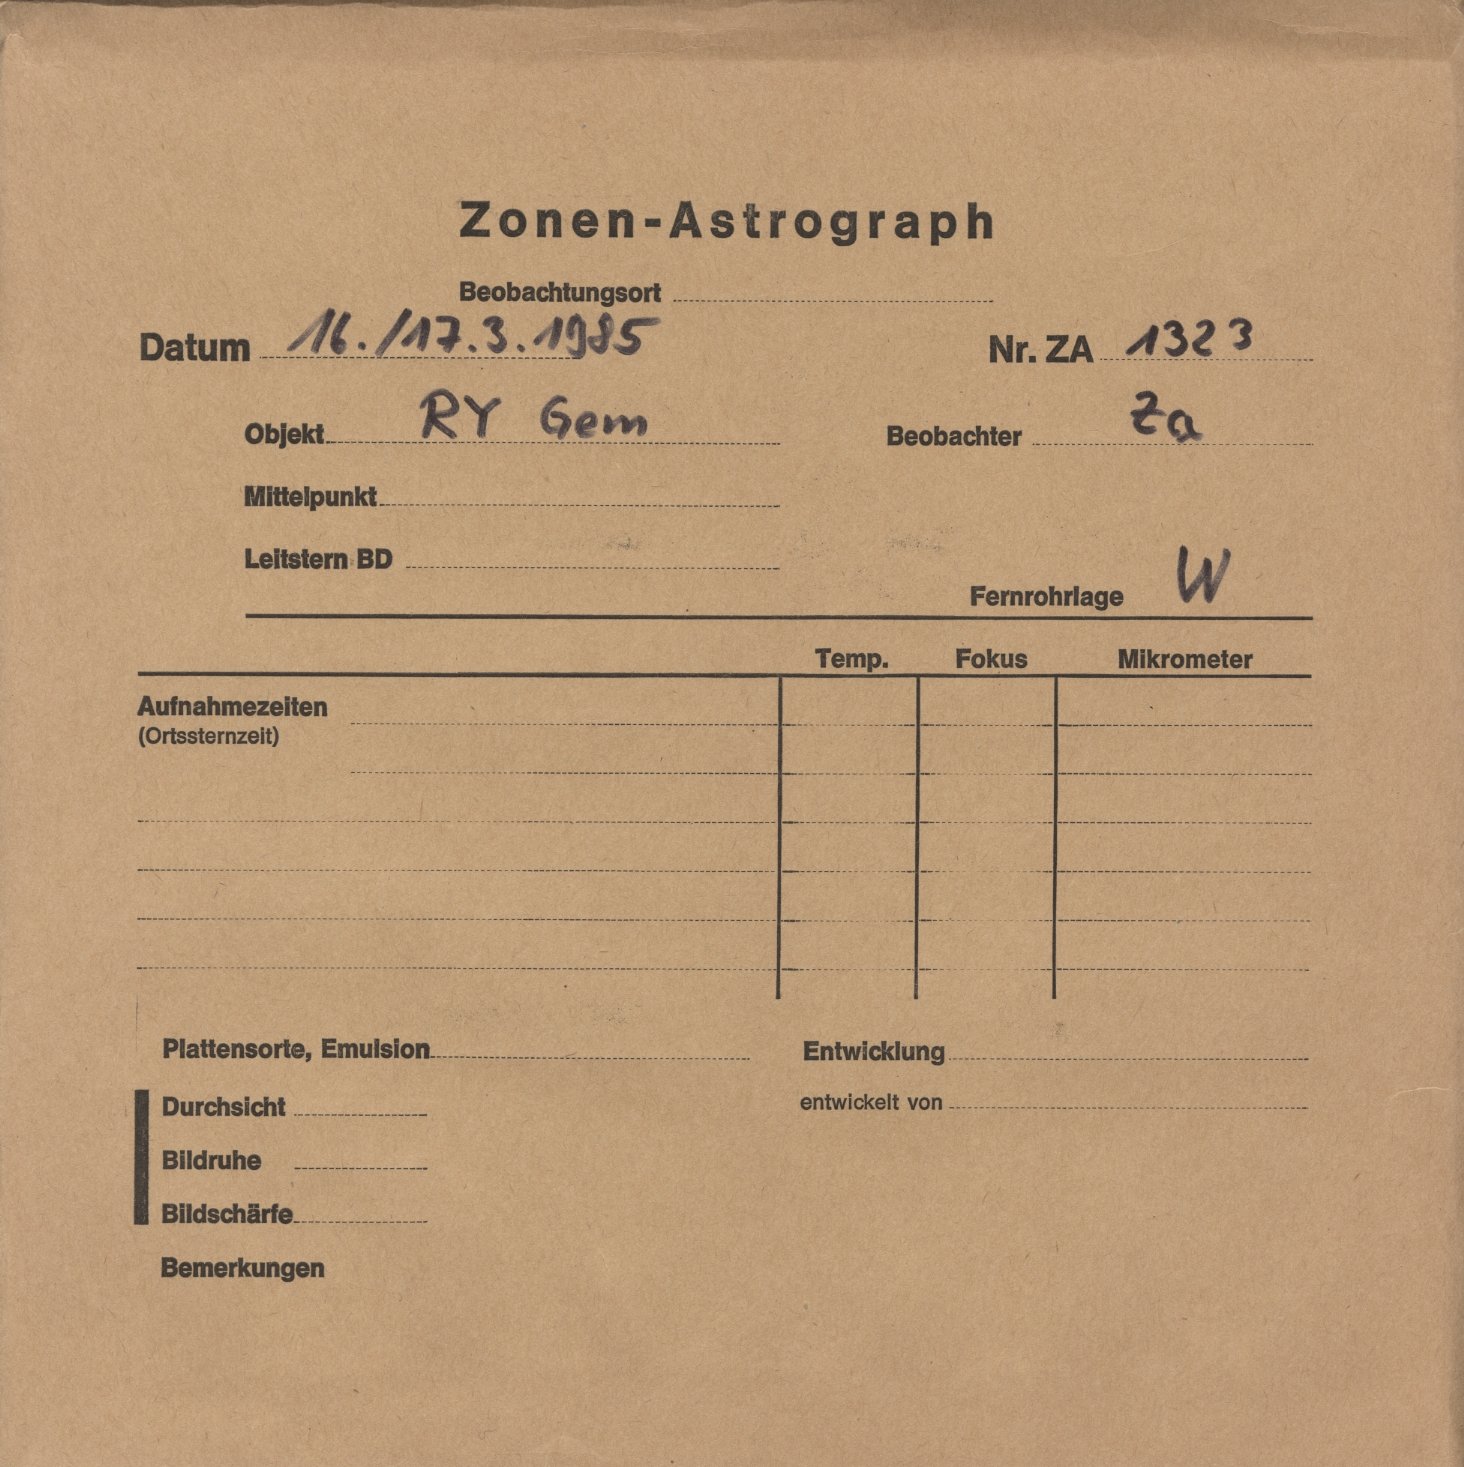 Zonen-Astrograph
Beobachtungsort
Datum 16./17.3.1985 Nr. ZA 1323
Objekt RY Gem Beobachter Za
Mittelpunkt
Leitstern BD
Fernrohrlage W
Temp. Fokus Mikrometer
Aufnahmezeiten
(Ortssternzeit)
Plattensorte, Emulsion Entwicklung
Durchsicht entwickelt von
Bildruhe
Bildschärfe
Bemerkungen